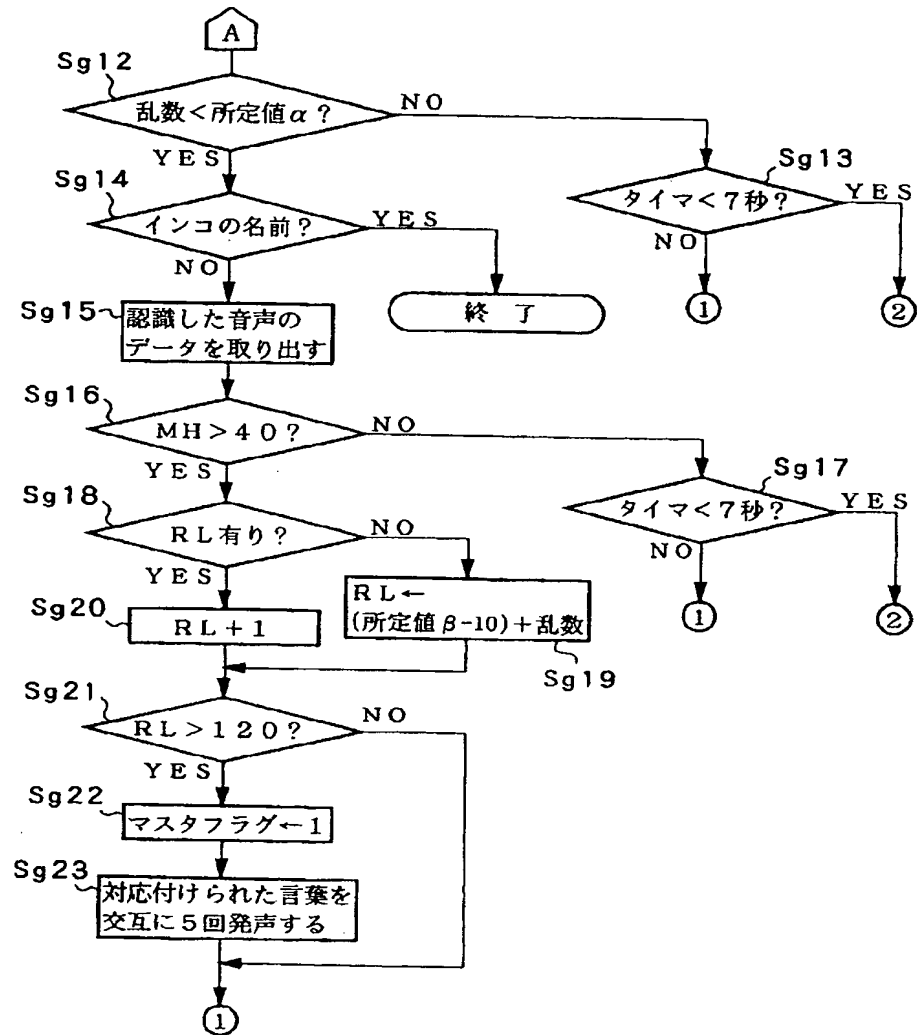 A
Sg12
乱数<所定値α?
NO
YES
Sg13
タイマ<7秒?
YES
NO
①
②
Sg14
インコの名前?
YES
NO
終 了
Sg15
認識した音声の
データを取り出す
Sg16
MH>40?
NO
YES
Sg17
タイマ<7秒?
YES
NO
①
②
Sg18
RL有り?
NO
YES
RL←
(所定値β-10)+乱数
Sg19
Sg20
RL+1
Sg21
RL>120?
NO
YES
Sg22
マスタフラグ←1
Sg23
対応付けられた言葉を
交互に5回発声する
①